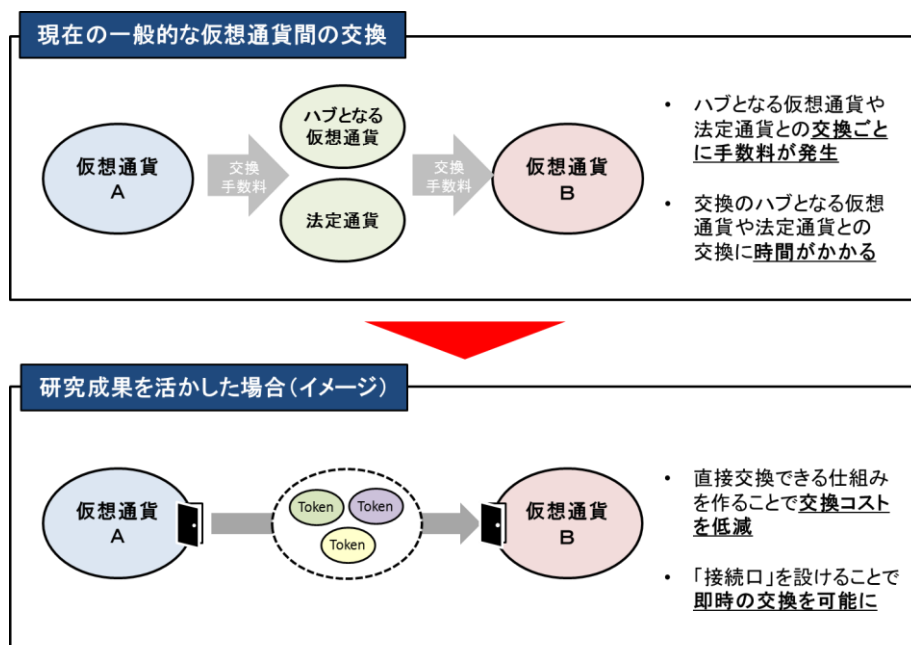 現在の一般的な仮想通貨間の交換
仮想通貨
A
交換
手数料
ハブとなる
仮想通貨
法定通貨
交換
手数料
仮想通貨
B
• ハブとなる仮想通貨や
法定通貨との交換ごと
に手数料が発生
• 交換のハブとなる仮想
通貨や法定通貨との
交換に時間がかかる
研究成果を活かした場合(イメージ)
仮想通貨
A
Token
Token
Token
仮想通貨
B
• 直接交換できる仕組み
を作ることで交換コスト
を低減
• 「接続口」を設けることで
即時の交換を可能に